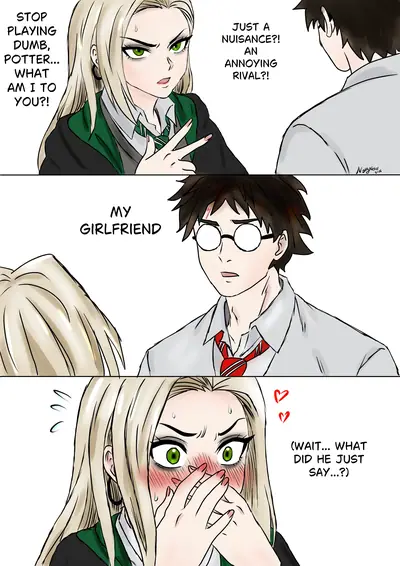 STOP
PLAYING
DUMB,
POTTER...
WHAT
AM I TO
YOU?!
JUST A
NUISANCE?!
AN
ANNOYING
RIVAL?!
MY
GIRLFRIEND
(WAIT... WHAT
DID HE JUST
SAY...?)